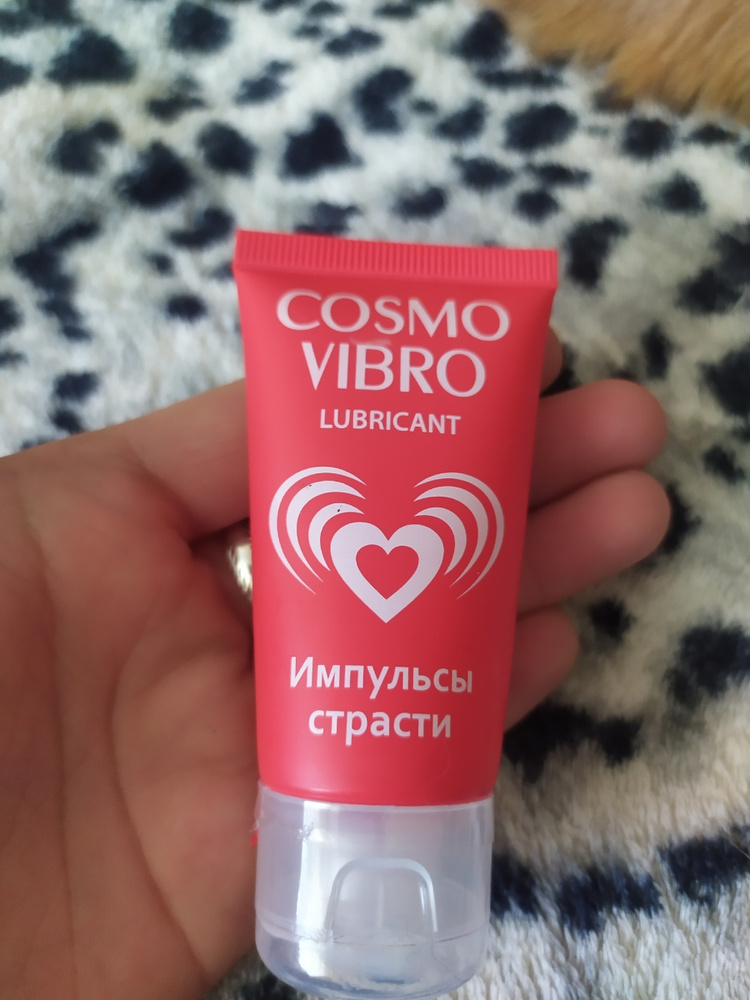 COSMO
VIBRO
LUBRICANT
Импульсы
страсти